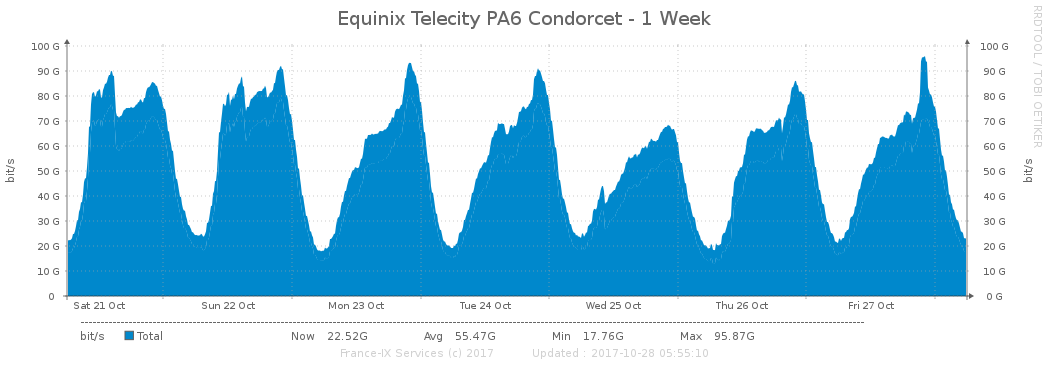 Equinix Telecity PA6 Condorcet - 1 Week
RRDTOOL / TOBI OETIKER
bit/s
100 G
90 G
80 G
70 G
60 G
50 G
40 G
30 G
20 G
10 G
0
100 G
90 G
80 G
70 G
60 G
50 G
40 G
30 G
20 G
10 G
0 G
bit/s
Sat 21 Oct Sun 22 Oct Mon 23 Oct Tue 24 Oct Wed 25 Oct Thu 26 Oct Fri 27 Oct
bit/s Total Now 22.52G Avg 55.47G Min 17.76G Max 95.87G
France-IX Services (c) 2017 Updated : 2017-10-28 05:55:10